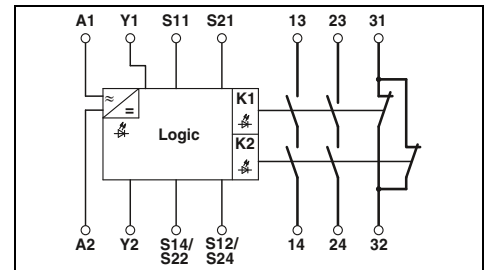 A1 Y1 S11 S21 13 23 31
≈
=
K1
Logic
K2
A2 Y2 S14/ S12/ 14 24 32
S22 S24